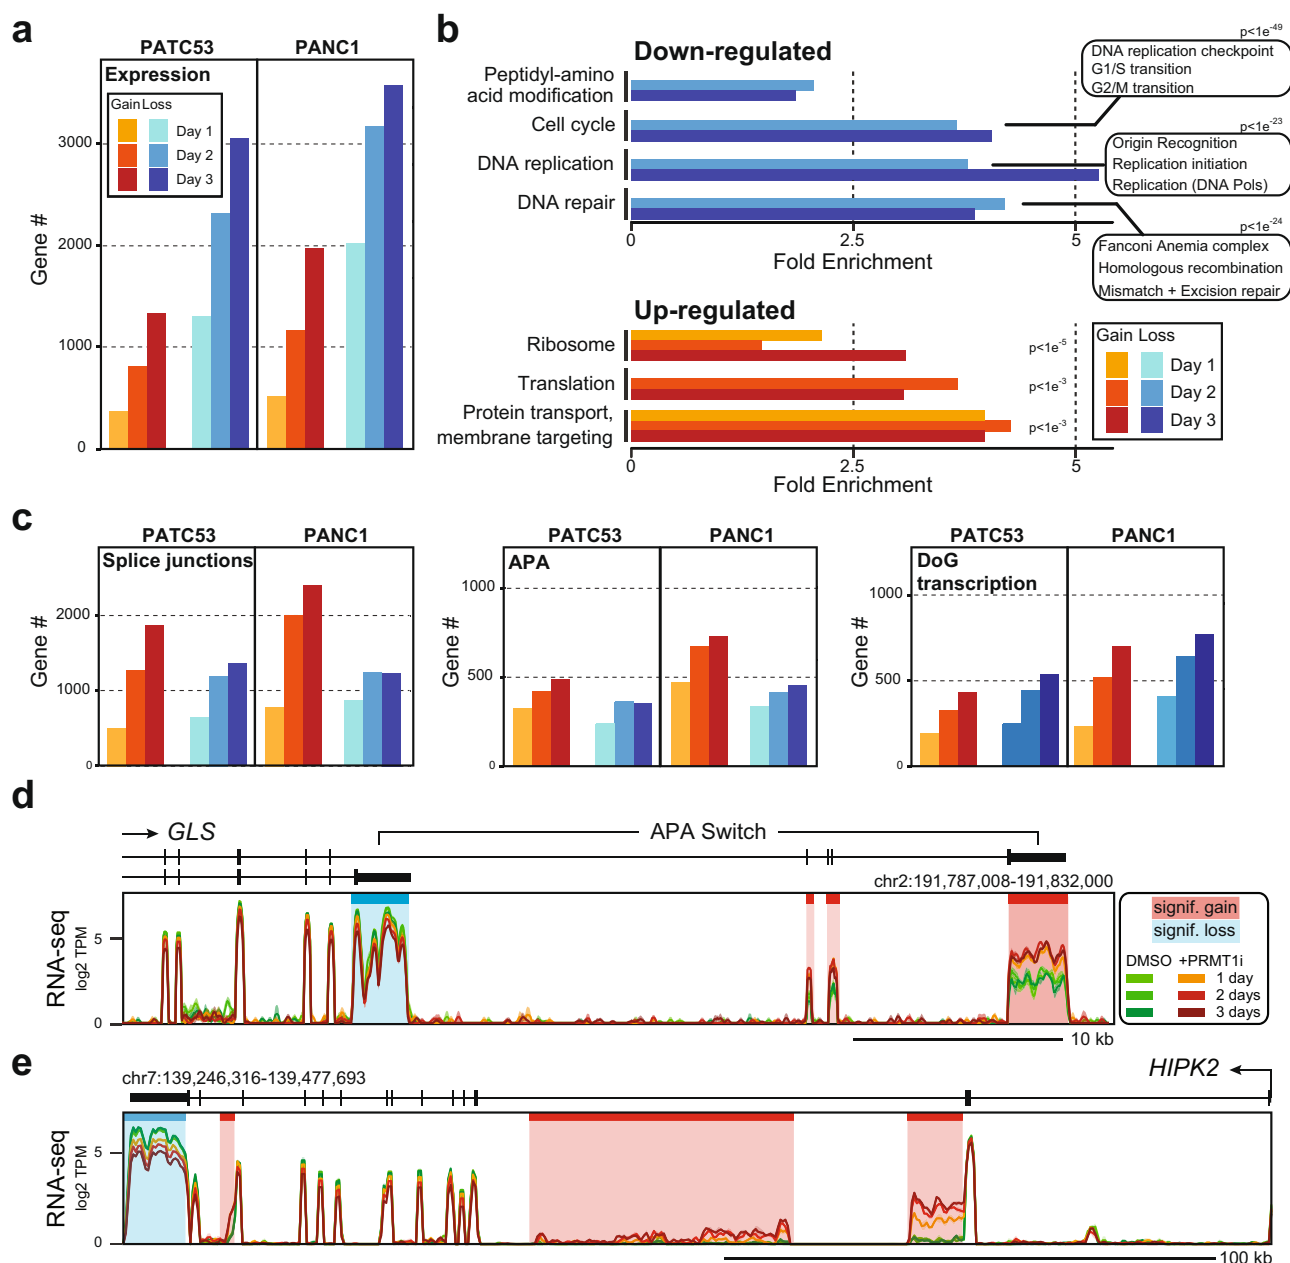 a
PATC53
PANC1
Expression
Gain Loss
Day 1
Day 2
Day 3
3000
2000
1000
0
Gene #
b
Down-regulated
Peptidyl-amino
acid modification
Cell cycle
DNA replication
DNA repair
0
2.5
5
Fold Enrichment
p<1e-49
DNA replication checkpoint
G1/S transition
G2/M transition
p<1e-23
Origin Recognition
Replication initiation
Replication (DNA Pols)
p<1e-24
Fanconi Anemia complex
Homologous recombination
Mismatch + Excision repair
Up-regulated
Ribosome
p<1e-5
Translation
p<1e-3
Protein transport,
membrane targeting
p<1e-3
0
2.5
5
Fold Enrichment
Gain Loss
Day 1
Day 2
Day 3
c
PATC53
PANC1
Splice junctions
2000
1000
0
Gene #
PATC53
PANC1
APA
1000
500
0
Gene #
PATC53
PANC1
DoG
transcription
1000
500
0
Gene #
d
GLS
APA Switch
chr2:191,787,008-191,832,000
5
0
RNA-seq
log2 TPM
10 kb
signif. gain
signif. loss
DMSO +PRMT1i
1 day
2 days
3 days
e
chr7:139,246,316-139,477,693
HIPK2
5
0
RNA-seq
log2 TPM
100 kb